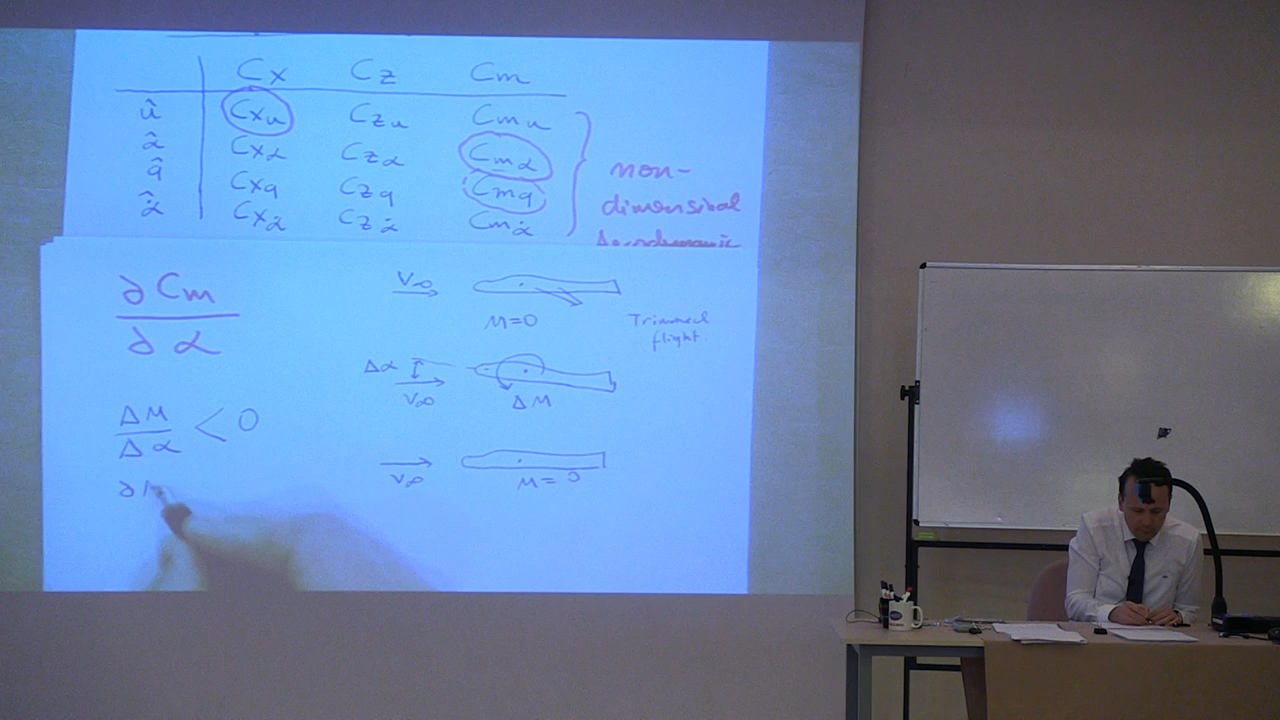 Cx Cz Cm
û Cxu Czu Cmu
α̂ Cxα Czα Cmα
q̂ Cxq Czq Cmq
α̇̂ Cxα̇ Czα̇ Cmα̇
non-
dimensional
Aerodynamic
∂Cm
∂α
V∞
M=0
Trimmed
flight
Δα
V∞
ΔM
ΔM
Δα
< 0
V∞
M=0
∂